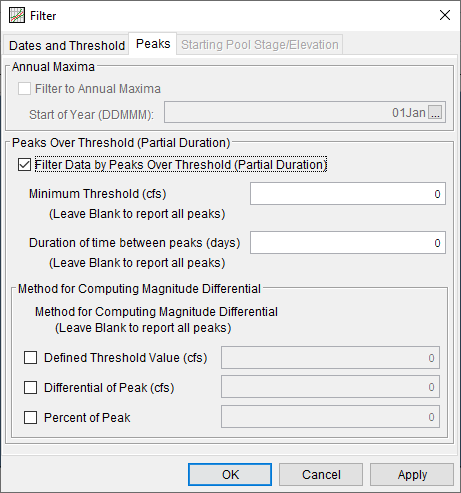 Filter
Dates and Threshold Peaks Starting Pool Stage/Elevation
Annual Maxima
Filter to Annual Maxima
Start of Year (DDMMM): 01Jan ...
Peaks Over Threshold (Partial Duration)
Filter Data by Peaks Over Threshold (Partial Duration)
Minimum Threshold (cfs) 0
(Leave Blank to report all peaks)
Duration of time between peaks (days) 0
(Leave Blank to report all peaks)
Method for Computing Magnitude Differential
Method for Computing Magnitude Differential
(Leave Blank to report all peaks)
Defined Threshold Value (cfs) 0
Differential of Peak (cfs) 0
Percent of Peak 0
OK Cancel Apply